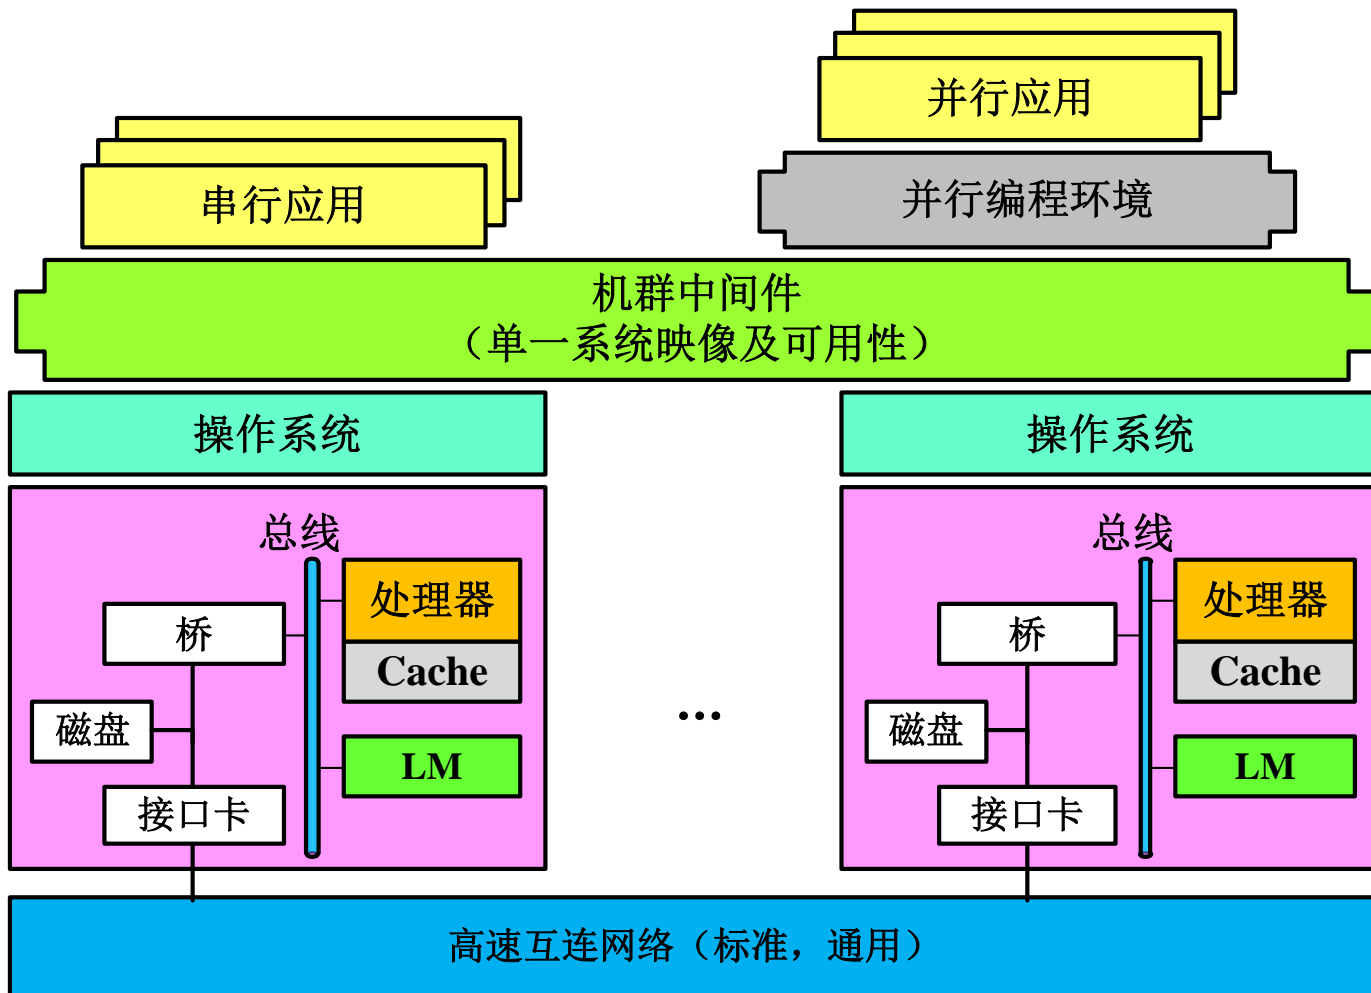 并行应用
串行应用
并行编程环境
机群中间件
（单一系统映像及可用性）
操作系统
操作系统
总线
处理器
桥
Cache
磁盘
LM
接口卡
...
总线
处理器
桥
Cache
磁盘
LM
接口卡
高速互连网络（标准，通用）